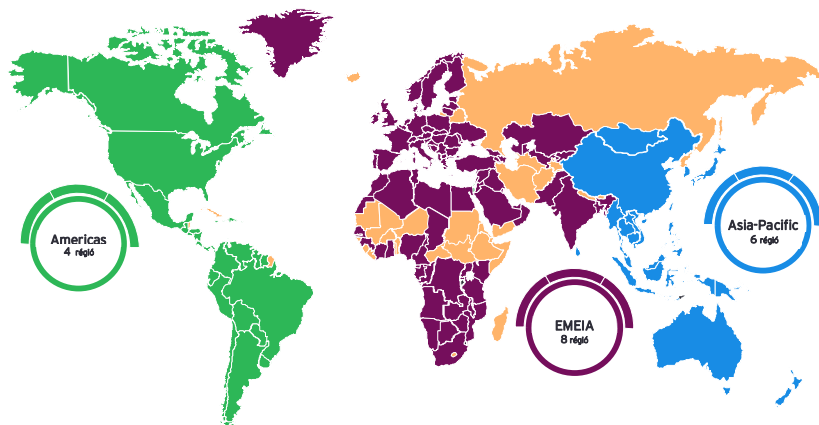 Americas
4 régió
Asia-Pacific
6 régió
EMEIA
8 régió